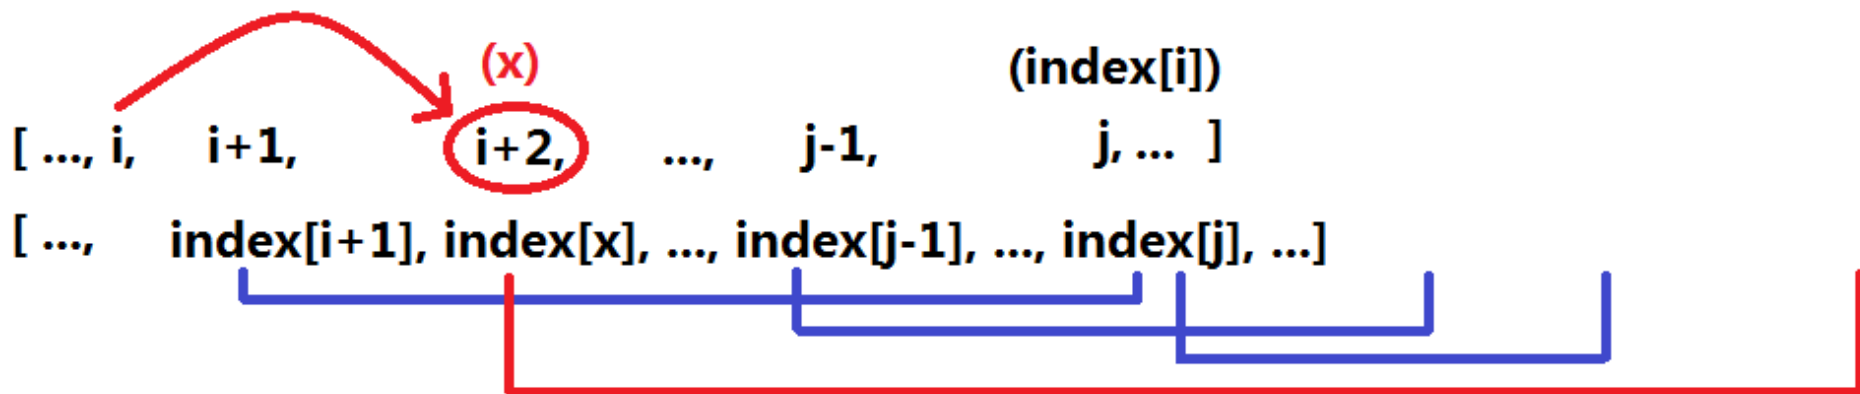 (x) (index[i])
[ ..., i, i+1, i+2, ..., j-1, j, ... ]
[ ..., index[i+1], index[x], ..., index[j-1], ..., index[j], ...]